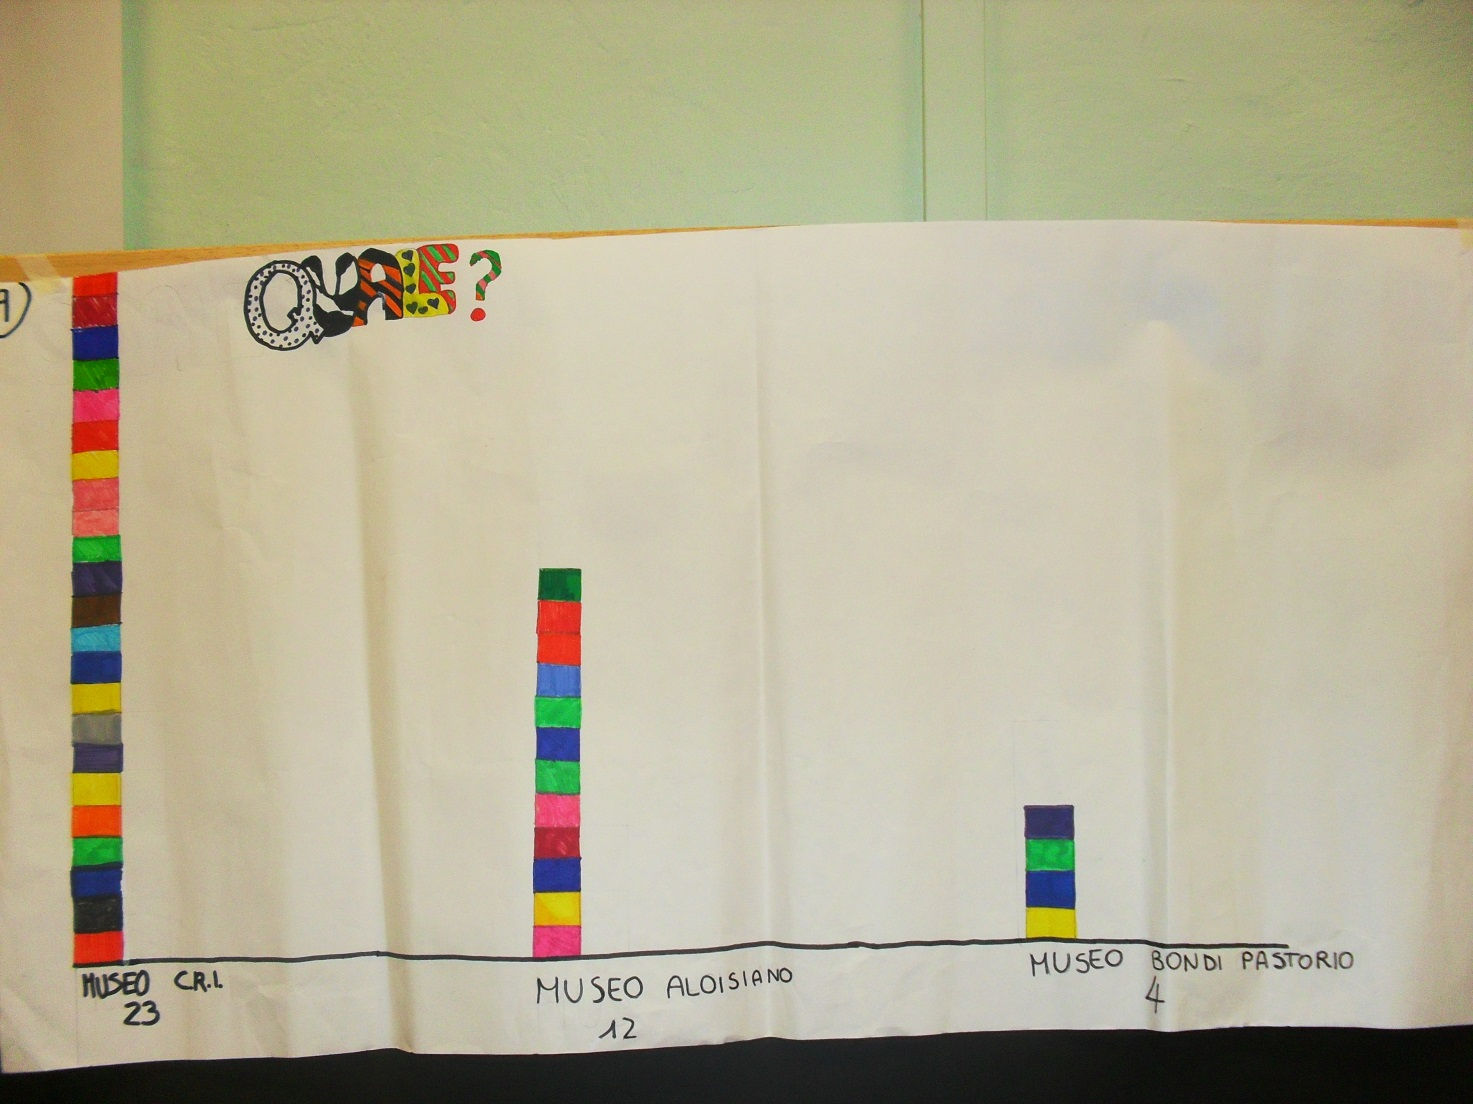 QUALE?
MUSEO C.R.I.
23
MUSEO ALOISIANO
12
MUSEO BONDI PASTORIO
4